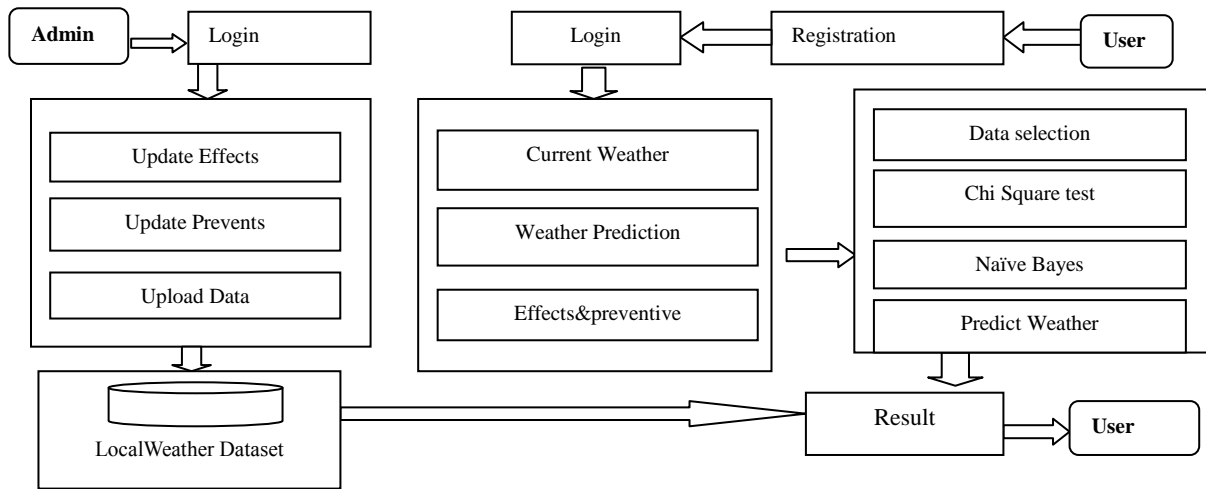 Admin
Login
Login
Registration
User
Update Effects
Update Prevents
Upload Data
Current Weather
Weather Prediction
Effects&preventive
Data selection
Chi Square test
Naïve Bayes
Predict Weather
LocalWeather Dataset
Result
User